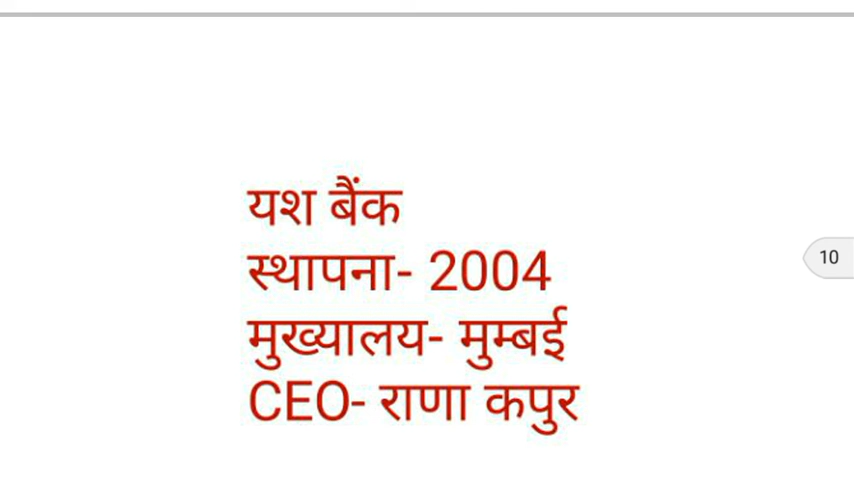 यश बैंक
स्थापना- 2004
10
मुख्यालय- मुम्बई
CEO- राणा कपुर